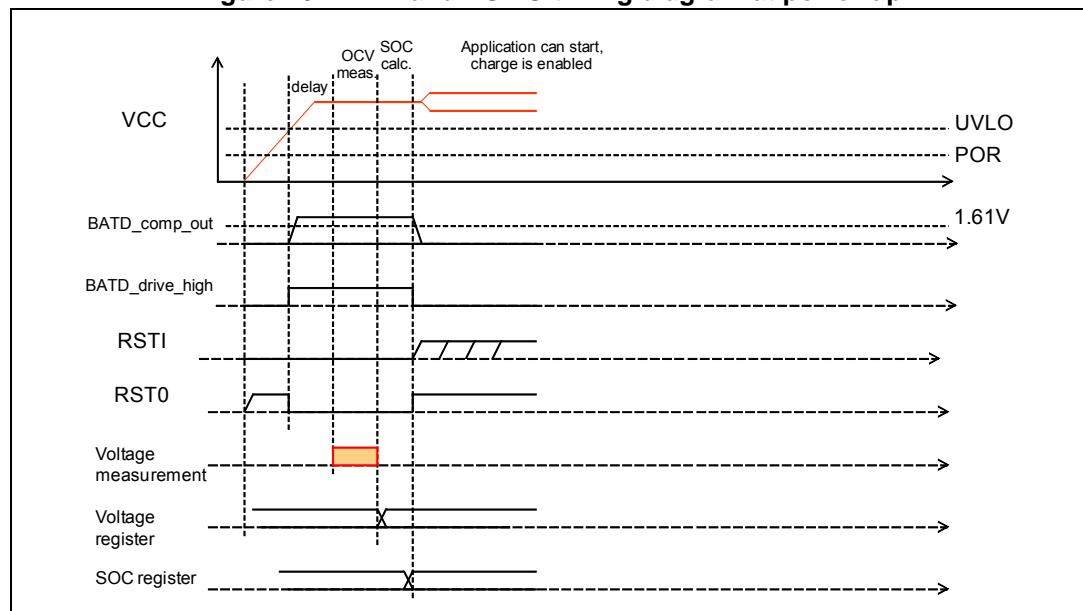 OCV
meas.
SOC
calc.
Application can start,
charge is enabled
delay
VCC
UVLO
POR
BATD_comp_out
1.61V
BATD_drive_high
RSTI
RST0
Voltage
measurement
Voltage
register
SOC register